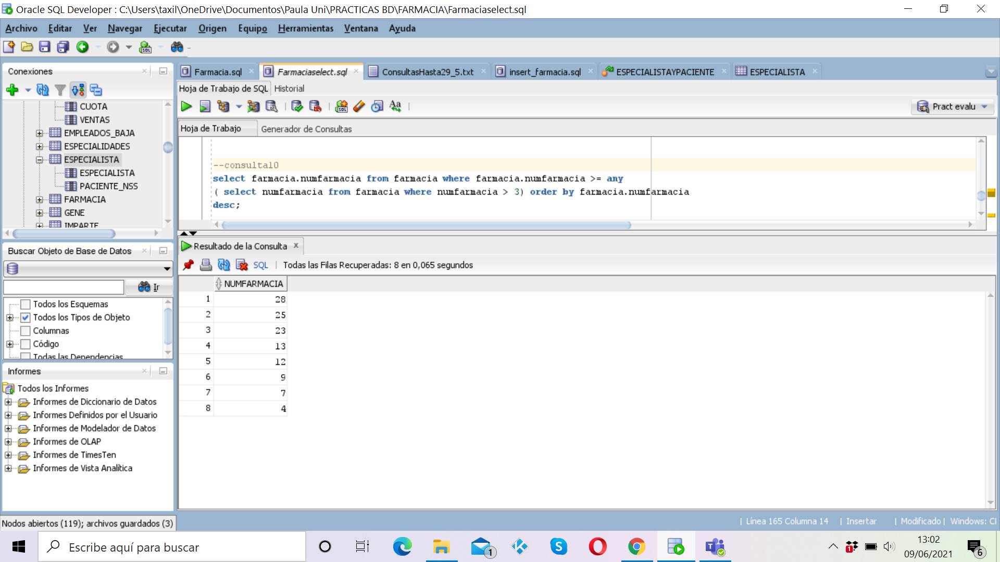 Oracle SQL Developer : C:\Users\taxil\OneDrive\Documentos\Paula Uni\PRACTICAS BD\FARMACIA\Farmaciaselect.sql
Archivo Editar Ver Navegar Ejecutar Origen Equipo Herramientas Ventana Ayuda
Conexiones
CUOTA
VENTAS
EMPLEADOS_BAJA
ESPECIALIDADES
ESPECIALISTA
ESPECIALISTA
PACIENTE_NSS
FARMACIA
GENE
IMPARTE
Buscar Objeto de Base de Datos
Ir
Todos los Esquemas
Todos los Tipos de Objeto
Columnas
Código
Todas las Dependencias
Informes
Todos los Informes
Informes de Diccionario de Datos
Informes Definidos por el Usuario
Informes de Modelador de Datos
Informes de OLAP
Informes de TimesTen
Informes de Vista Analítica
Farmacia.sql Farmaciaselect.sql ConsultasHasta29_5.txt insert_farmacia.sql ESPECIALISTAYPACIENTE ESPECIALISTA
Hoja de Trabajo de SQL Historial
SQL Aa Pract evalu
Hoja de Trabajo Generador de Consultas
--consulta10
select farmacia.numfarmacia from farmacia where farmacia.numfarmacia >= any
( select numfarmacia from farmacia where numfarmacia > 3) order by farmacia.numfarmacia
desc;
Resultado de la Consulta
SQL | Todas las Filas Recuperadas: 8 en 0,065 segundos
NUMFARMACIA
1 28
2 25
3 23
4 13
5 12
6 9
7 7
8 4
Nodos abiertos (119); archivos guardados (3)
| Línea 165 Columna 14 | Insertar | Modificado | Windows: CI
Escribe aquí para buscar
1
1
13:02
09/06/2021
6